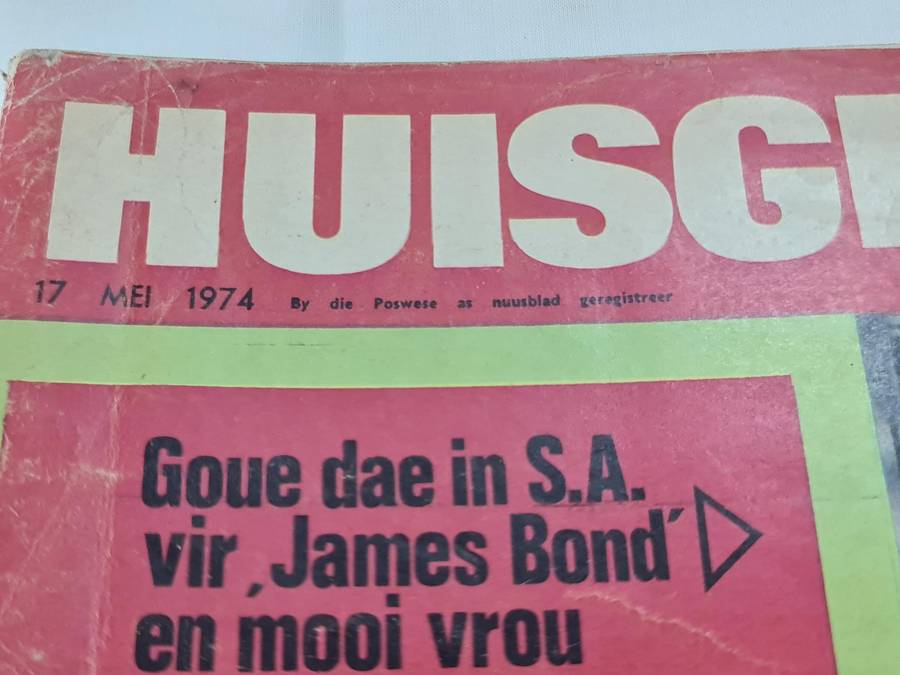 HUISG
17 MEI 1974 By die Poswese as nuusblad geregistreer
Goue dae in S.A.
vir ‚James Bond’
en mooi vrou